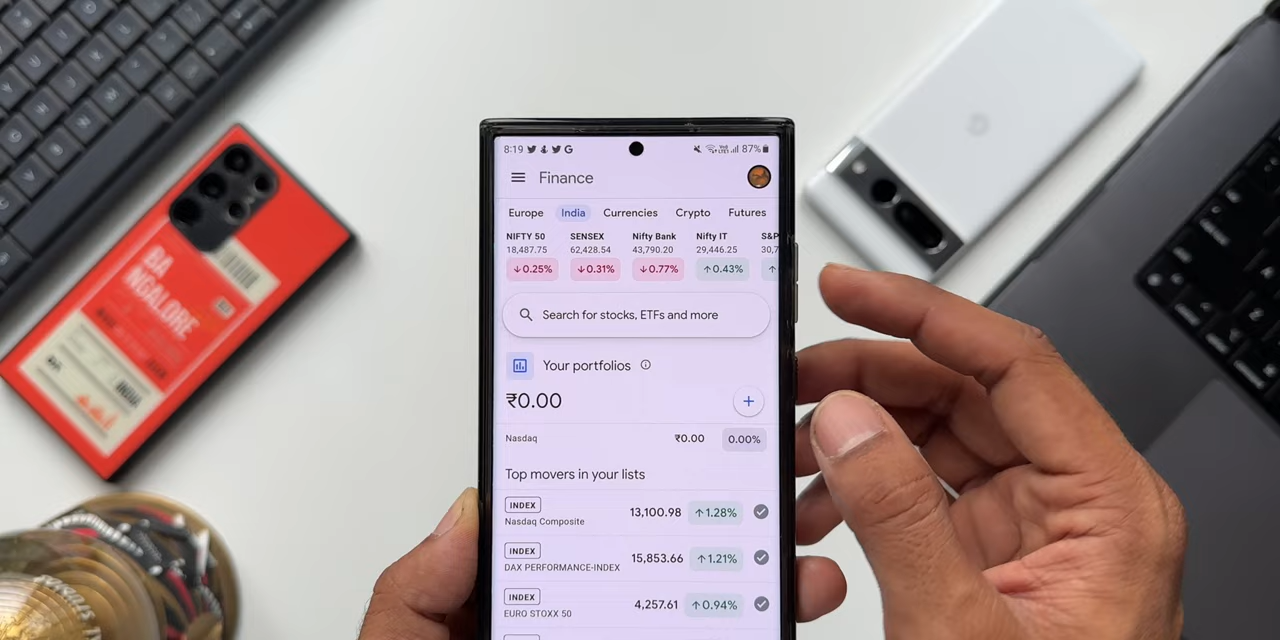 8:19
87%
Finance
Europe India Currencies Crypto Futures
NIFTY 50 SENSEX Nifty Bank Nifty IT S&P
18,487.75 62,428.54 43,790.20 29,446.25 30,7
↓0.25% ↓0.31% ↓0.77% ↑0.43% ↑
Search for stocks, ETFs and more
Your portfolios
₹0.00
Nasdaq ₹0.00 0.00%
Top movers in your lists
INDEX
Nasdaq Composite 13,100.98 ↑1.28%
INDEX
DAX PERFORMANCE-INDEX 15,853.66 ↑1.21%
INDEX
EURO STOXX 50 4,257.61 ↑0.94%
BA
NGALORE